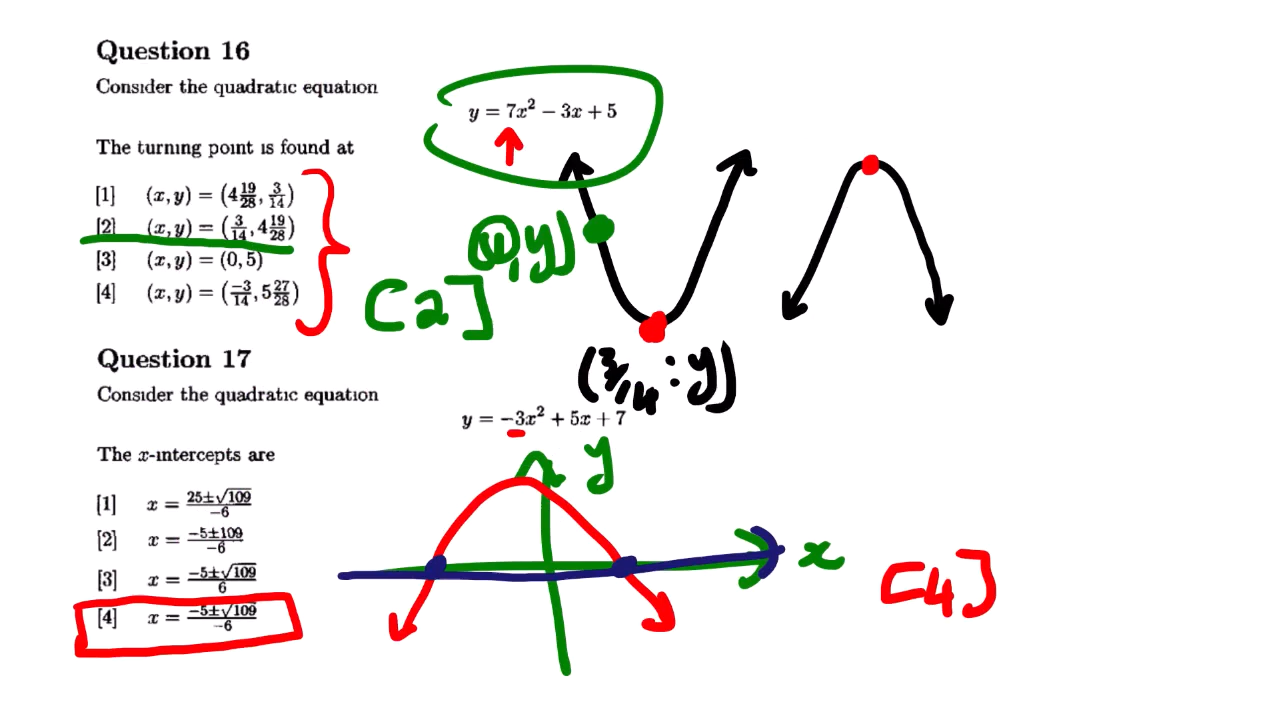 Question 16
Consider the quadratic equation
y = 7x² − 3x + 5
The turning point is found at
[1] (x, y) = (4 19/28, 3/14)
[2] (x, y) = (3/14, 4 19/28)
[3] (x, y) = (0, 5)
[4] (x, y) = (−3/14, 5 27/28)
,y)
[2]
(3/14 : y)
Question 17
Consider the quadratic equation
y = −3x² + 5x + 7
The x-intercepts are
y
[1] x = 25±√109/−6
[2] x = −5±109/−6
[3] x = −5±√109/6
[4] x = −5±√109/−6
x
[4]